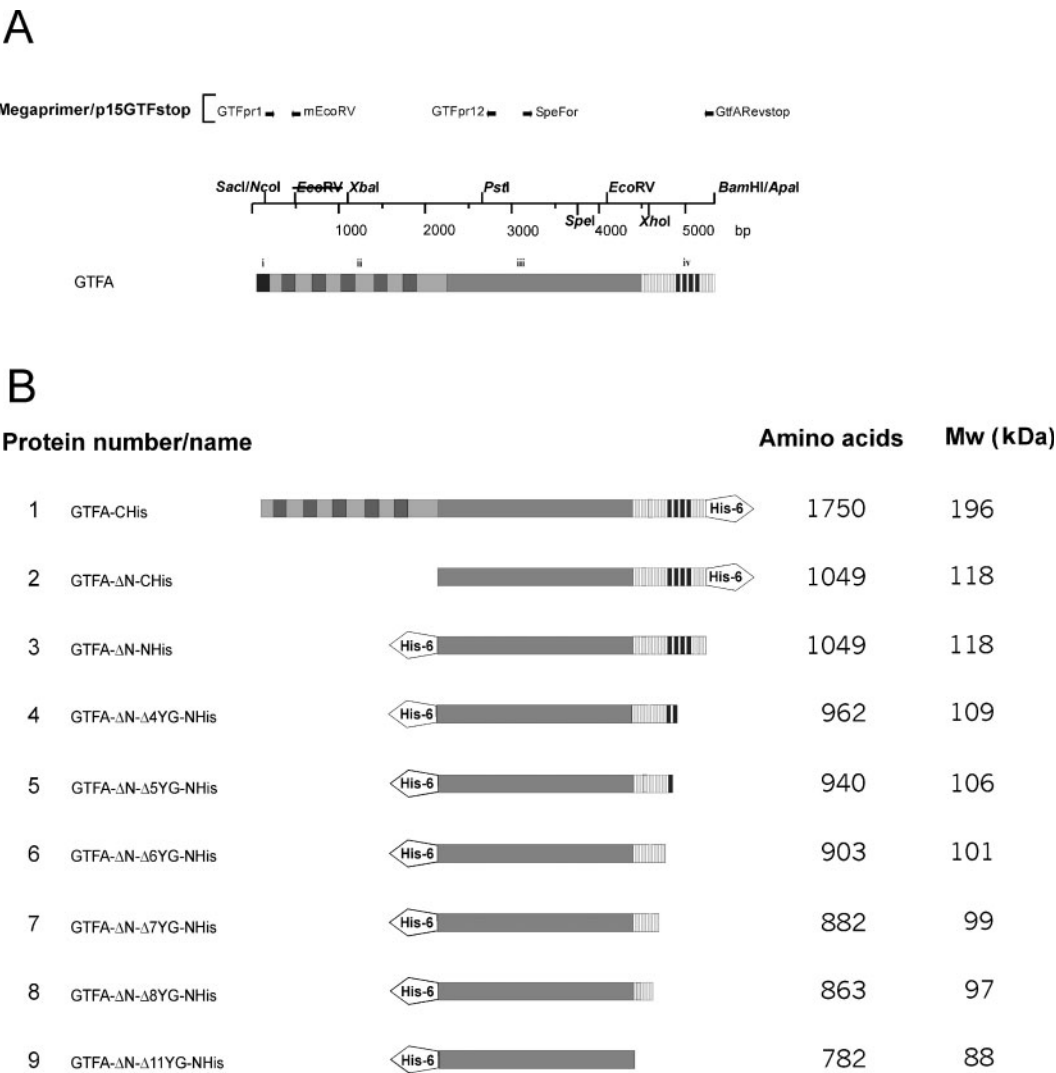 A
Megaprimer/p15GTFstop GTFpr1 mEcoRV GTFpr12 SpeFor GtfARevstop
SacI/NcoI EcoRV XbaI PstI EcoRV BamHI/ApaI
SpeI XhoI
1000 2000 3000 4000 5000 bp
i ii iii iv
GTFA
B
Protein number/name Amino acids Mw (kDa)
1 GTFA-CHis His-6 1750 196
2 GTFA-ΔN-CHis His-6 1049 118
3 GTFA-ΔN-NHis His-6 1049 118
4 GTFA-ΔN-Δ4YG-NHis His-6 962 109
5 GTFA-ΔN-Δ5YG-NHis His-6 940 106
6 GTFA-ΔN-Δ6YG-NHis His-6 903 101
7 GTFA-ΔN-Δ7YG-NHis His-6 882 99
8 GTFA-ΔN-Δ8YG-NHis His-6 863 97
9 GTFA-ΔN-Δ11YG-NHis His-6 782 88